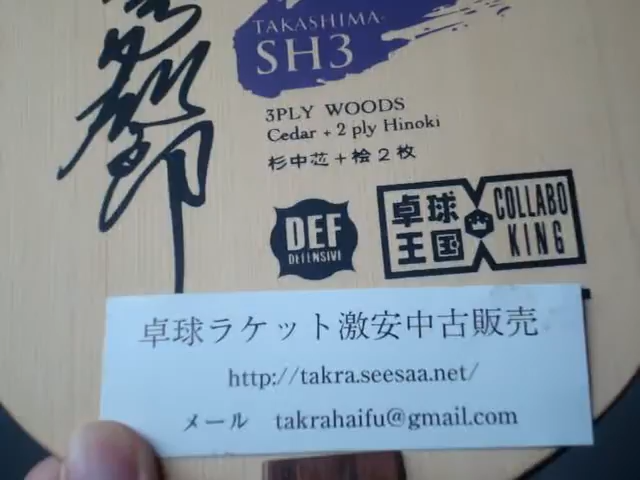 TAKASHIMA-
SH3
3PLY WOODS
Cedar + 2 ply Hinoki
杉中芯＋桧２枚
DEF
DEFENSIVE
卓球
王国
COLLABO
KING
卓球ラケット激安中古販売
http://takra.seesaa.net/
メール takrahaifu@gmail.com